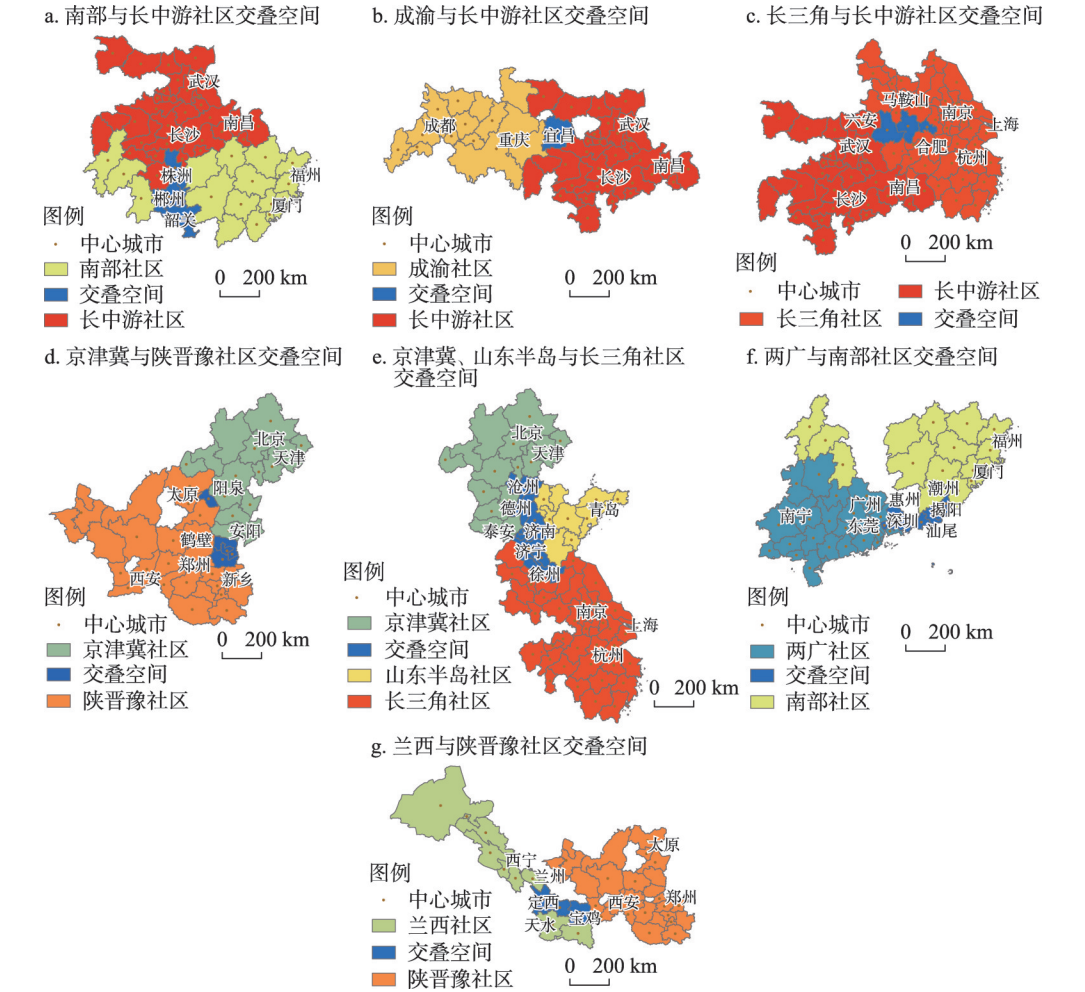 a. 南部与长中游社区交叠空间
武汉
南昌
长沙
株洲
福州
郴州
厦门
韶关
图例
中心城市
南部社区
交叠空间
长中游社区
0 200 km
b. 成渝与长中游社区交叠空间
成都
宜昌
武汉
重庆
南昌
长沙
图例
中心城市
成渝社区
交叠空间
长中游社区
0 200 km
c. 长三角与长中游社区交叠空间
马鞍山
南京
六安
上海
武汉
合肥
杭州
南昌
长沙
0 200 km
图例
中心城市
长中游社区
长三角社区
交叠空间
d. 京津冀与陕晋豫社区交叠空间
北京
天津
太原
阳泉
安阳
鹤壁
郑州
西安
新乡
图例
中心城市
京津冀社区
交叠空间
陕晋豫社区
0 200 km
e. 京津冀、山东半岛与长三角社区
交叠空间
北京
天津
沧州
德州
青岛
泰安
济南
济宁
徐州
南京
上海
杭州
图例
中心城市
京津冀社区
交叠空间
山东半岛社区
长三角社区
0 200 km
f. 两广与南部社区交叠空间
福州
厦门
潮州
惠州
广州
揭阳
南宁
深圳
东莞
汕尾
图例
中心城市
两广社区
交叠空间
南部社区
0 200 km
g. 兰西与陕晋豫社区交叠空间
太原
西宁
兰州
定西
西安
郑州
宝鸡
天水
图例
中心城市
兰西社区
交叠空间
陕晋豫社区
0 200 km